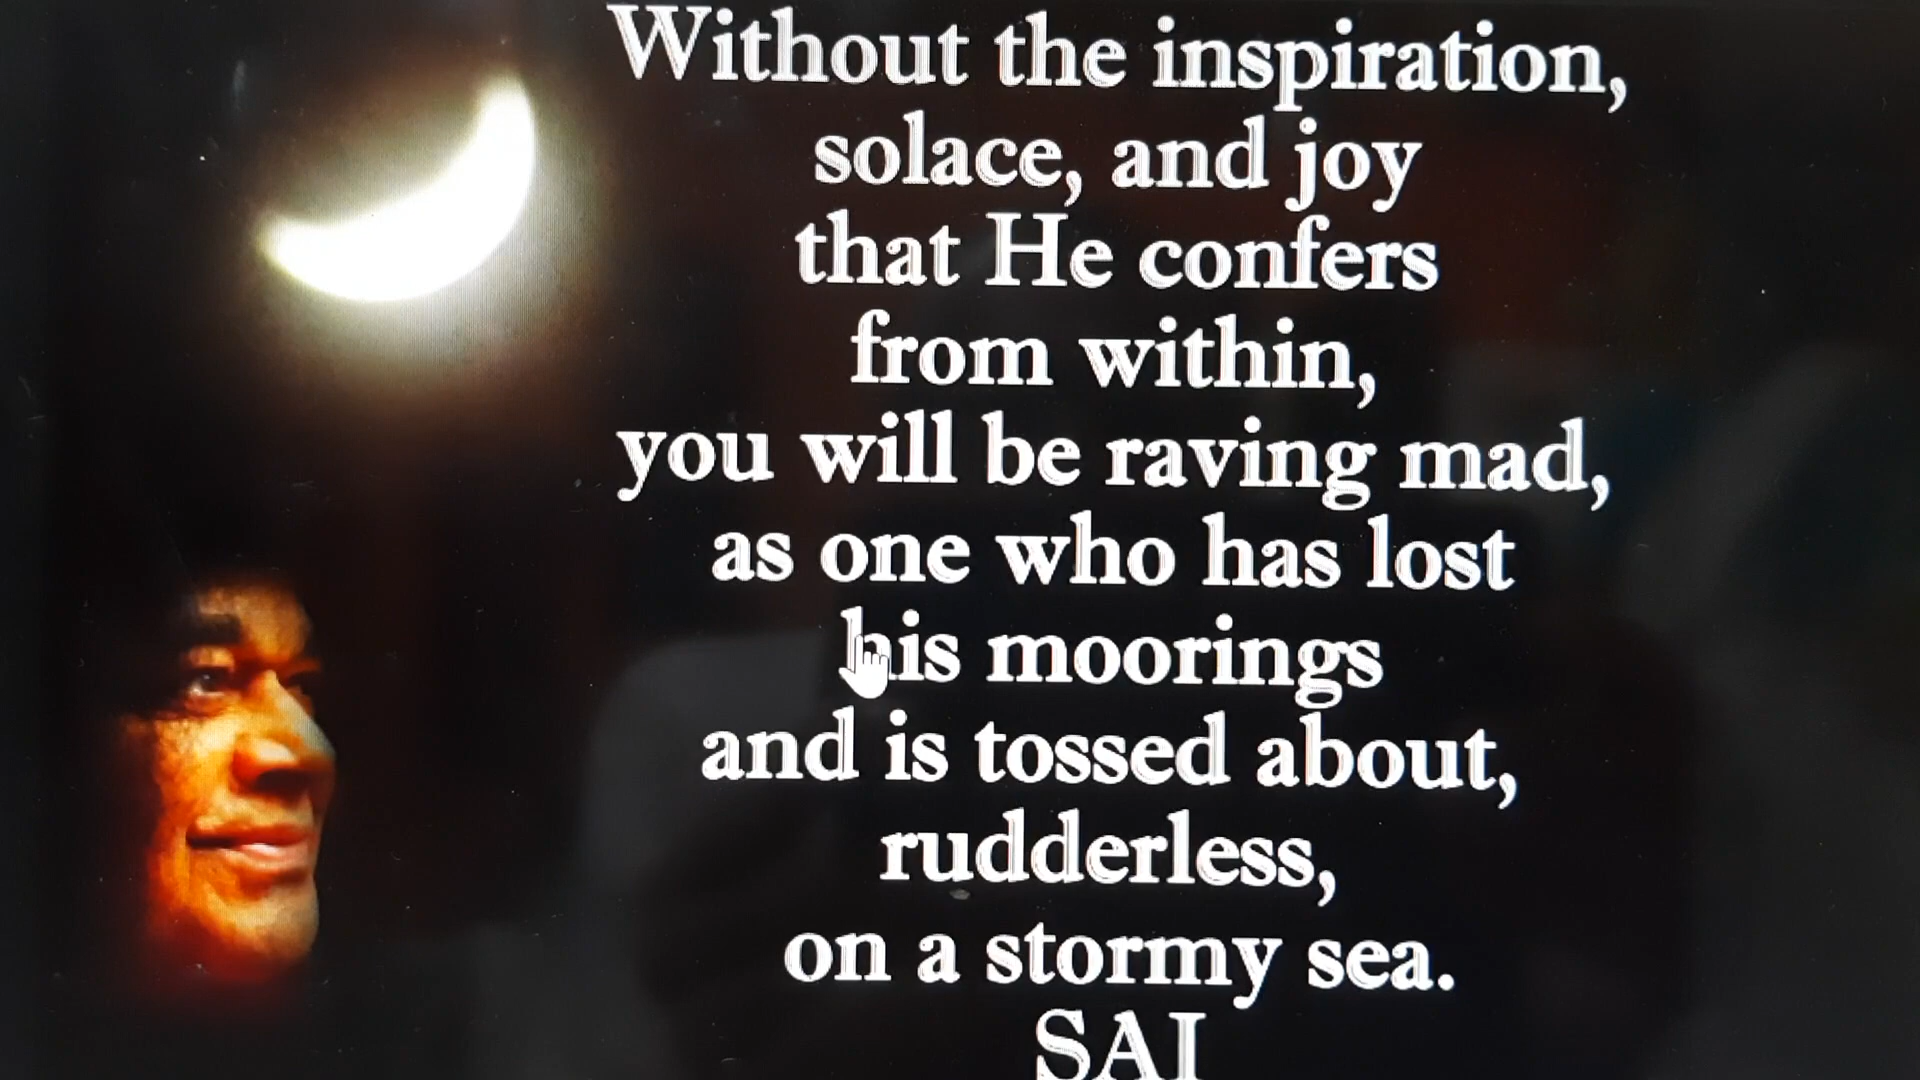 Without the inspiration,
solace, and joy
that He confers
from within,
you will be raving mad,
as one who has lost
his moorings
and is tossed about,
rudderless,
on a stormy sea.
SAI